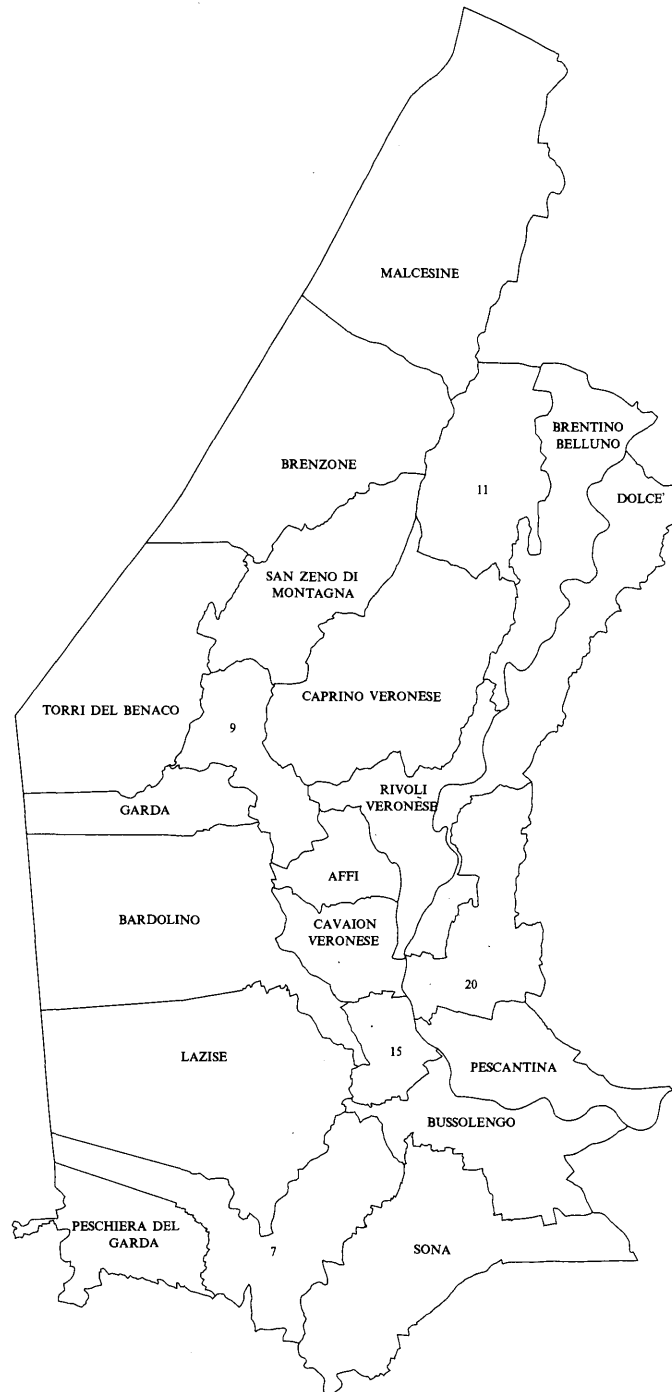 MALCESINE
BRENTINO
BELLUNO
BRENZONE
11
DOLCE'
SAN ZENO DI
MONTAGNA
TORRI DEL BENACO
CAPRINO VERONESE
9
RIVOLI
VERONESE
GARDA
AFFI
BARDOLINO
CAVAION
VERONESE
20
15
LAZISE
PESCANTINA
BUSSOLENGO
PESCHIERA DEL
GARDA
7
SONA